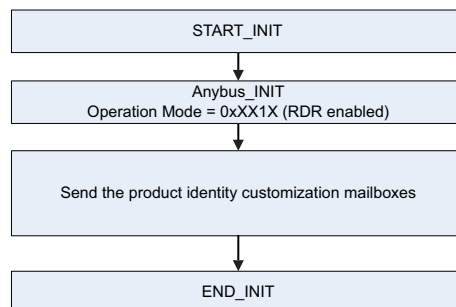 START_INIT
Anybus_INIT
Operation Mode = 0xXX1X (RDR enabled)
Send the product identity customization mailboxes
END_INIT